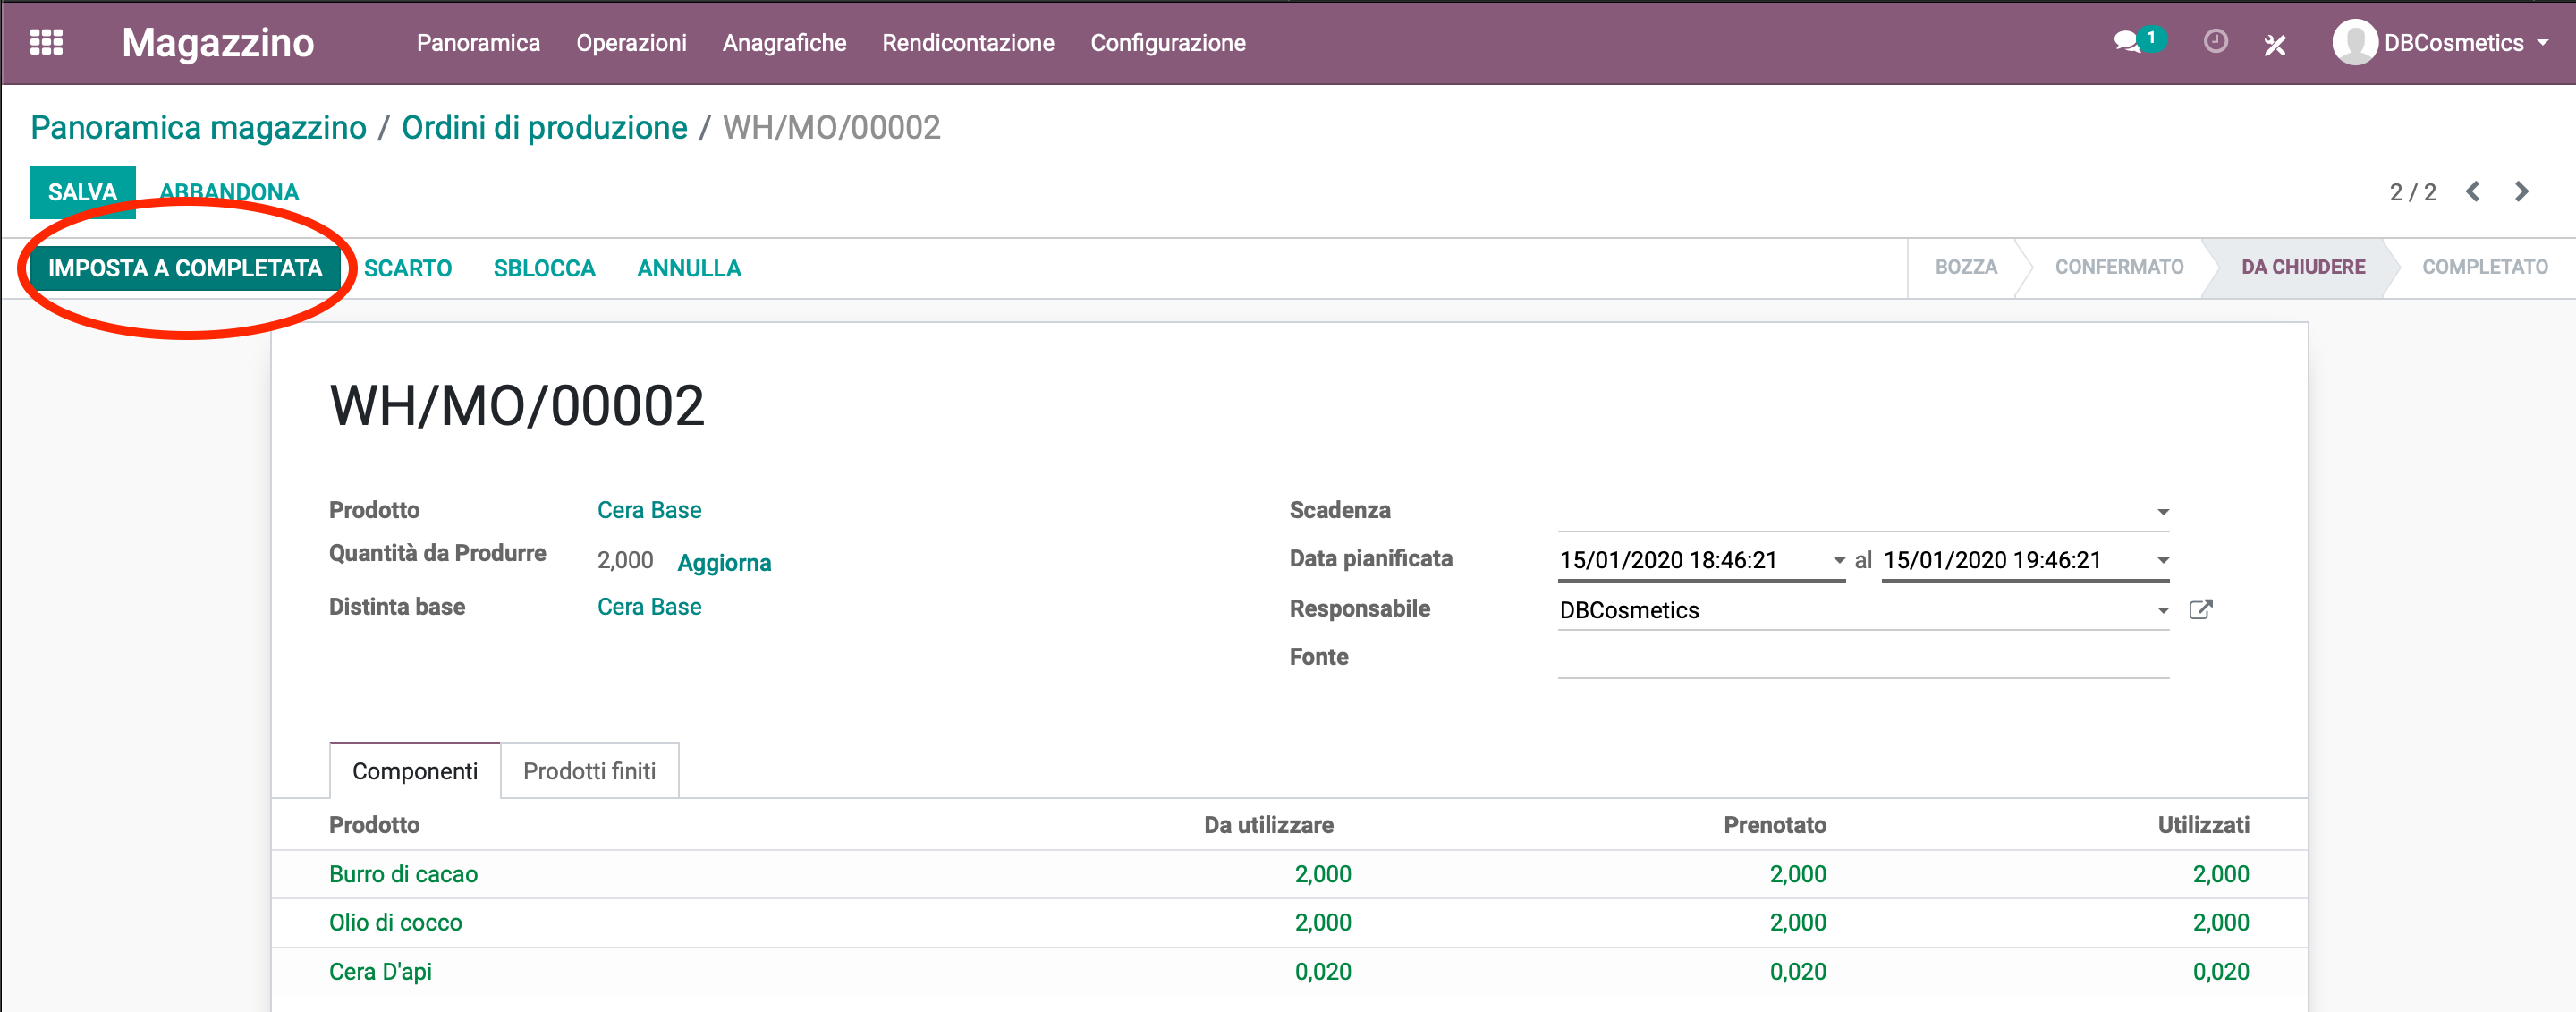 Magazzino Panoramica Operazioni Anagrafiche Rendicontazione Configurazione 1 DBCosmetics
Panoramica magazzino / Ordini di produzione / WH/MO/00002
SALVA ABBANDONA 2 / 2
IMPOSTA A COMPLETATA SCARTO SBLOCCA ANNULLA BOZZA CONFERMATO DA CHIUDERE COMPLETATO
WH/MO/00002
Prodotto Cera Base
Quantità da Produrre 2,000 Aggiorna
Distinta base Cera Base
Scadenza
Data pianificata 15/01/2020 18:46:21 al 15/01/2020 19:46:21
Responsabile DBCosmetics
Fonte
Componenti Prodotti finiti
Prodotto Da utilizzare Prenotato Utilizzati
Burro di cacao 2,000 2,000 2,000
Olio di cocco 2,000 2,000 2,000
Cera D'api 0,020 0,020 0,020